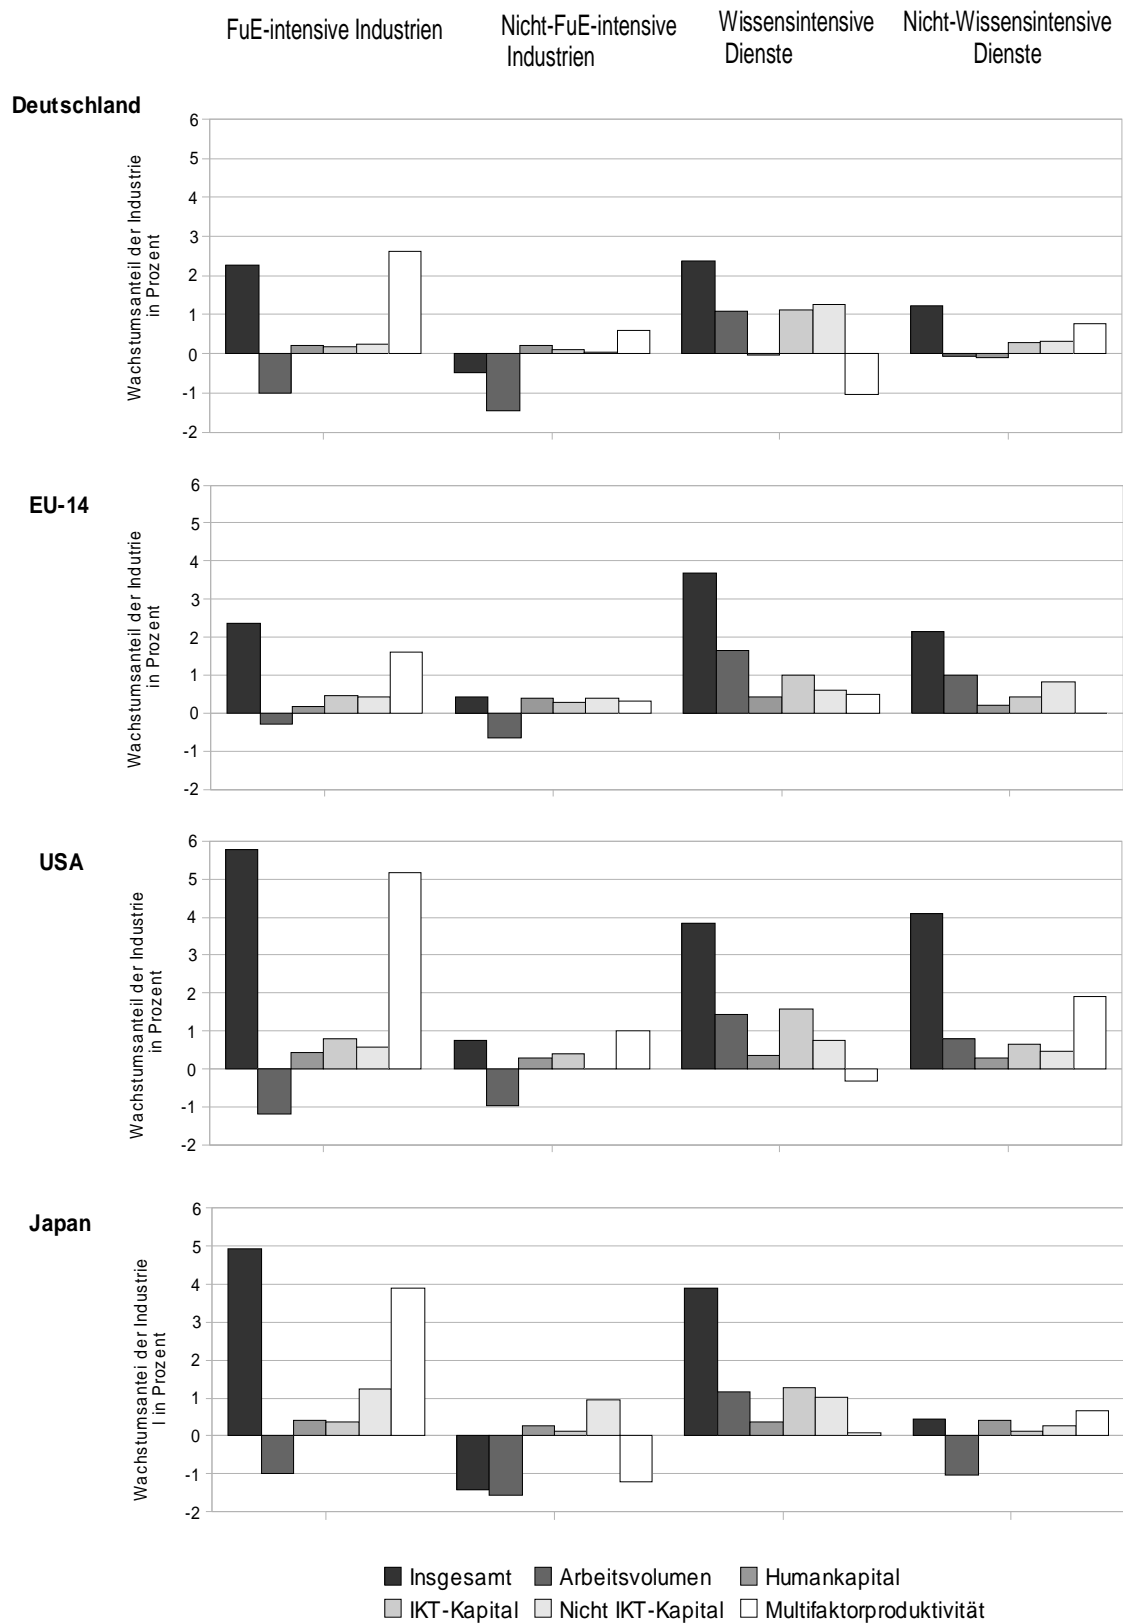 FuE-intensive Industrien
Nicht-FuE-intensive
Industrien
Wissensintensive
Dienste
Nicht-Wissensintensive
Dienste
Deutschland
Wachstumsanteil der Industrie
in Prozent
6
5
4
3
2
1
0
-1
-2
EU-14
Wachstumsanteil der Indutrie
in Prozent
6
5
4
3
2
1
0
-1
-2
USA
Wachstumsanteil der Industrie
in Prozent
6
5
4
3
2
1
0
-1
-2
Japan
Wachstumsantei der Industrie
l in Prozent
6
5
4
3
2
1
0
-1
-2
Insgesamt Arbeitsvolumen Humankapital
IKT-Kapital Nicht IKT-Kapital Multifaktorproduktivität